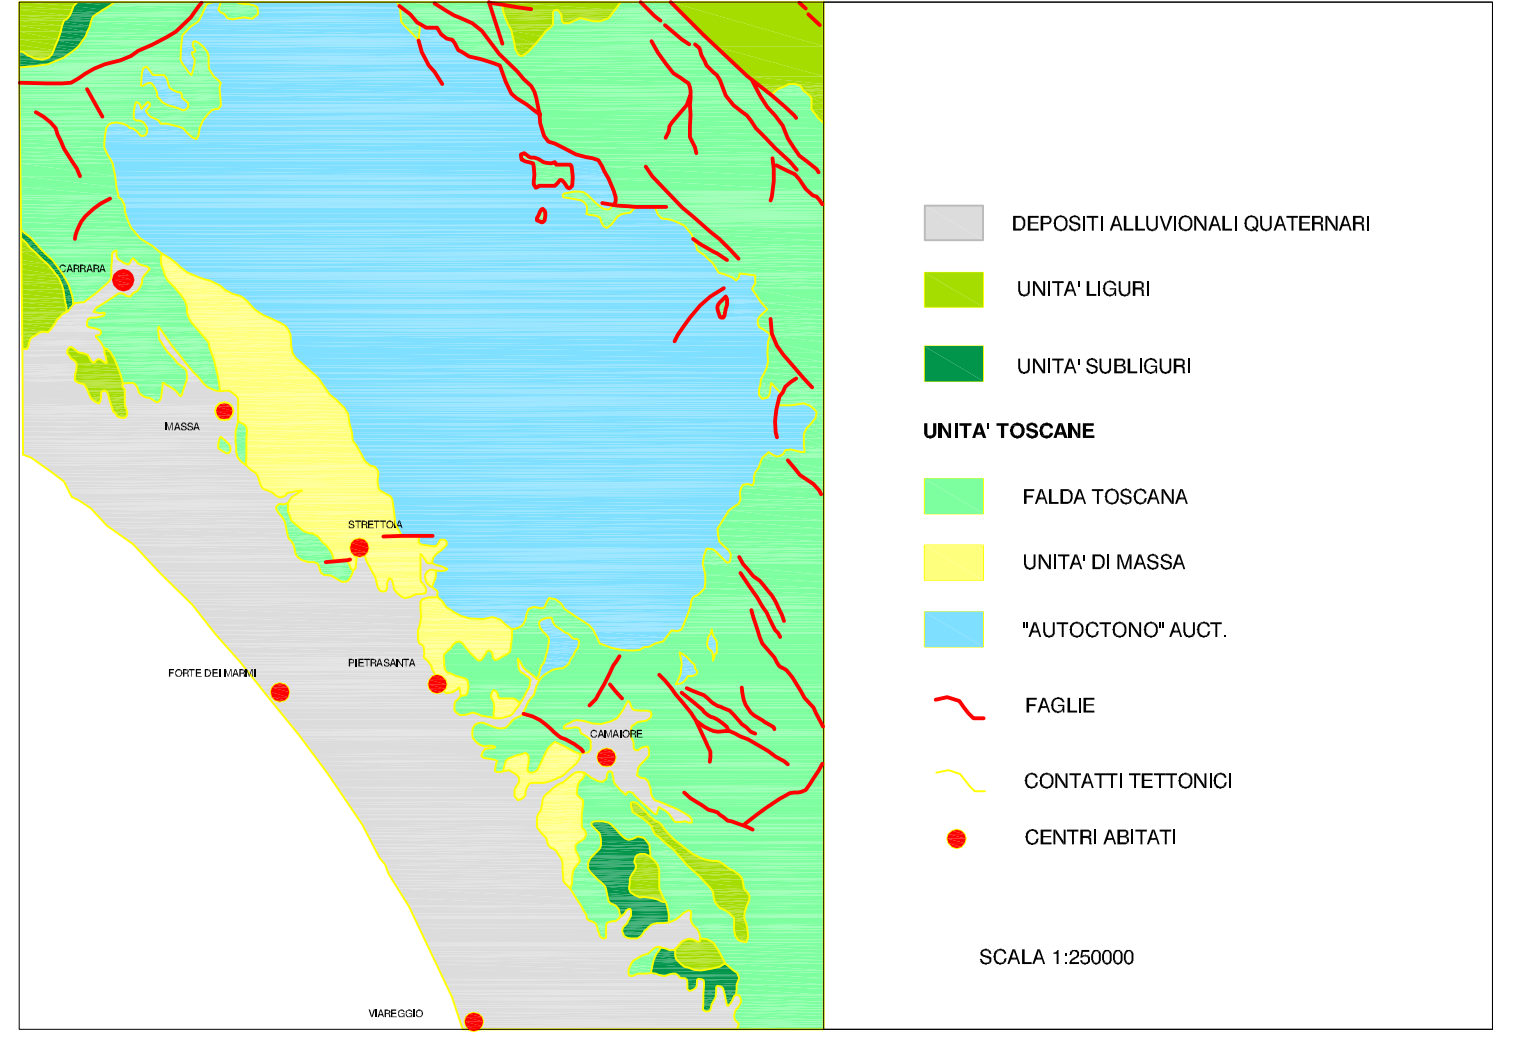 CARRARA
MASSA
STRETTOIA
FORTE DEI MARMI
PIETRASANTA
CAMAIORE
VIAREGGIO
DEPOSITI ALLUVIONALI QUATERNARI
UNITA' LIGURI
UNITA' SUBLIGURI
UNITA' TOSCANE
FALDA TOSCANA
UNITA' DI MASSA
"AUTOCTONO" AUCT.
FAGLIE
CONTATTI TETTONICI
CENTRI ABITATI
SCALA 1:250000